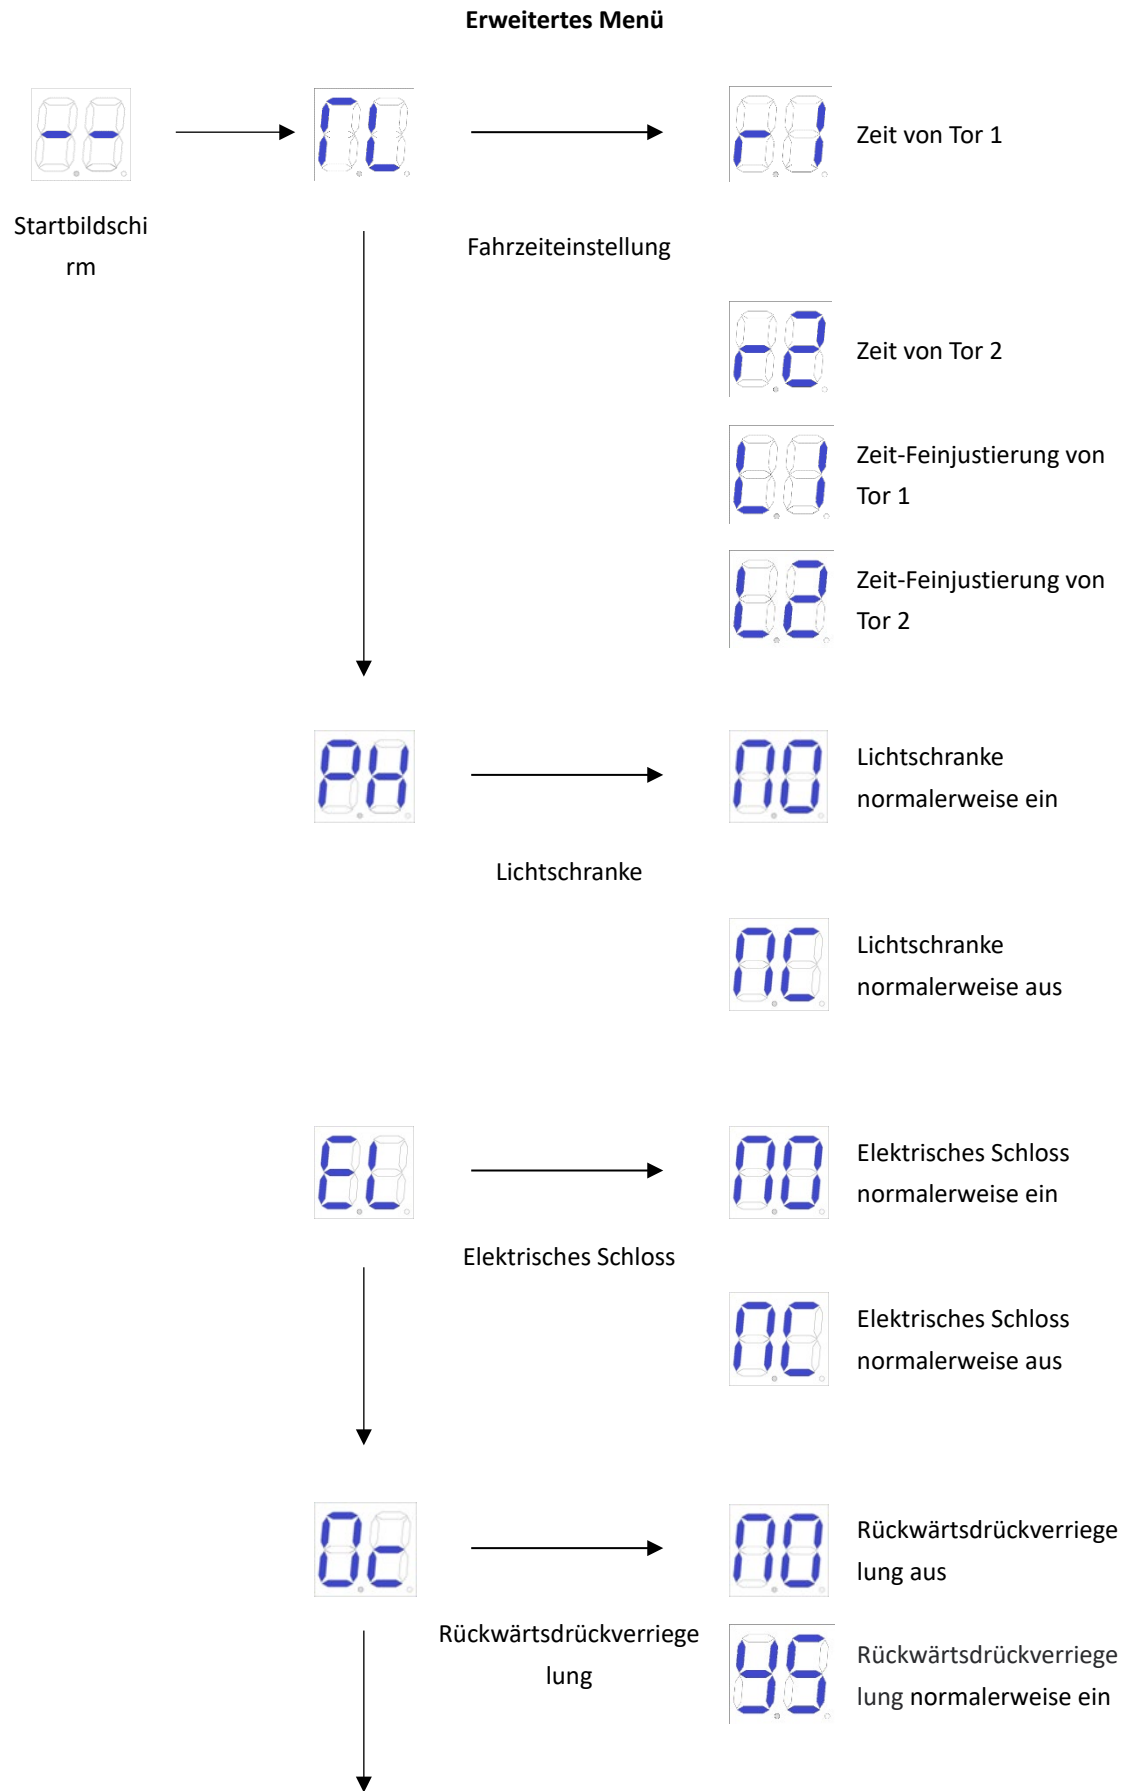 Erweitertes Menü
Zeit von Tor 1
Startbildschi
rm
Fahrzeiteinstellung
Zeit von Tor 2
Zeit-Feinjustierung von
Tor 1
Zeit-Feinjustierung von
Tor 2
PH
Lichtschranke
normalerweise ein
Lichtschranke
Lichtschranke
normalerweise aus
EL
Elektrisches Schloss
normalerweise ein
Elektrisches Schloss
Elektrisches Schloss
normalerweise aus
Rückwärtsdrückverriege
lung aus
Rückwärtsdrückverriege
lung
Rückwärtsdrückverriege
lung normalerweise ein